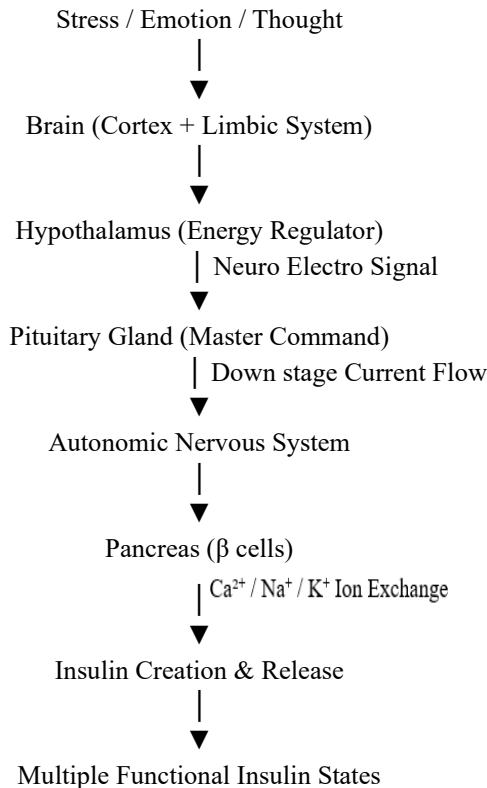 Stress / Emotion / Thought
Brain (Cortex + Limbic System)
Hypothalamus (Energy Regulator)
Neuro Electro Signal
Pituitary Gland (Master Command)
Down stage Current Flow
Autonomic Nervous System
Pancreas (β cells)
Ca²⁺ / Na⁺ / K⁺ Ion Exchange
Insulin Creation & Release
Multiple Functional Insulin States